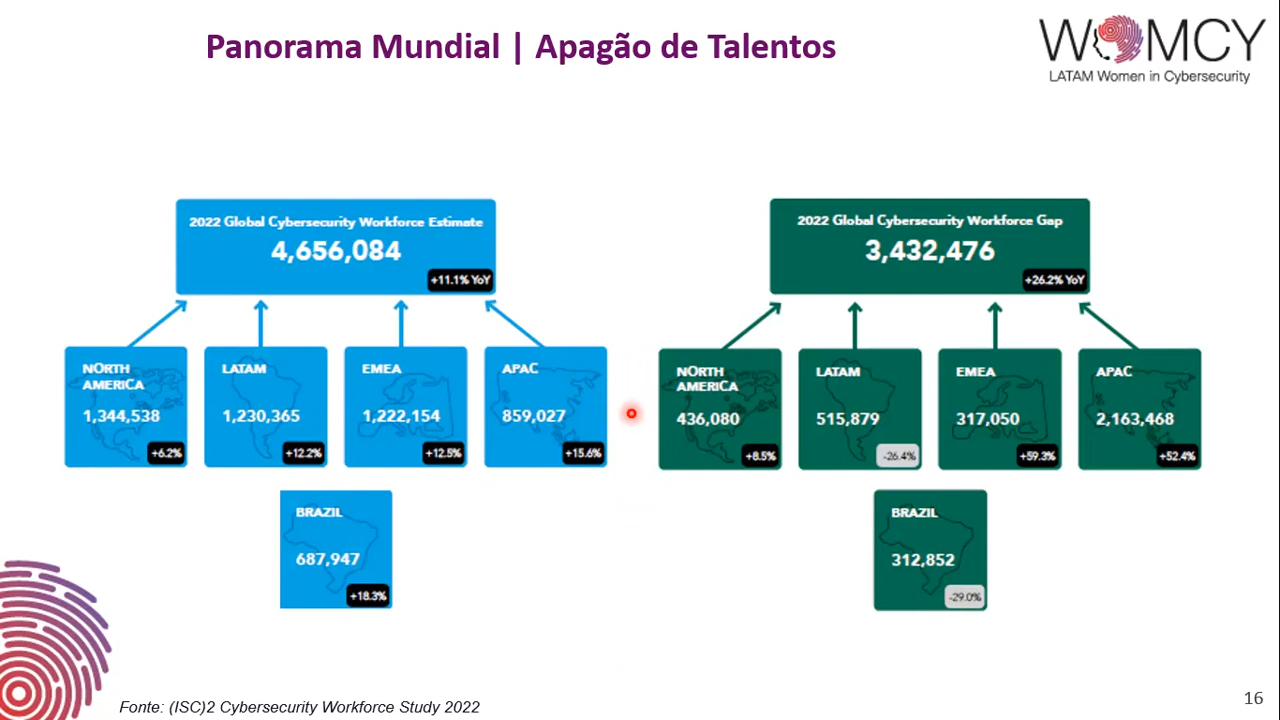 Panorama Mundial | Apagão de Talentos
WOMCY
LATAM Women in Cybersecurity
2022 Global Cybersecurity Workforce Estimate
4,656,084
+11.1% YoY
NORTH
AMERICA
1,344,538
+6.2%
LATAM
1,230,365
+12.2%
EMEA
1,222,154
+12.5%
APAC
859,027
+15.6%
BRAZIL
687,947
+18.3%
2022 Global Cybersecurity Workforce Gap
3,432,476
+26.2% YoY
NORTH
AMERICA
436,080
+8.5%
LATAM
515,879
-26.4%
EMEA
317,050
+59.3%
APAC
2,163,468
+52.4%
BRAZIL
312,852
-29.0%
Fonte: (ISC)2 Cybersecurity Workforce Study 2022
16